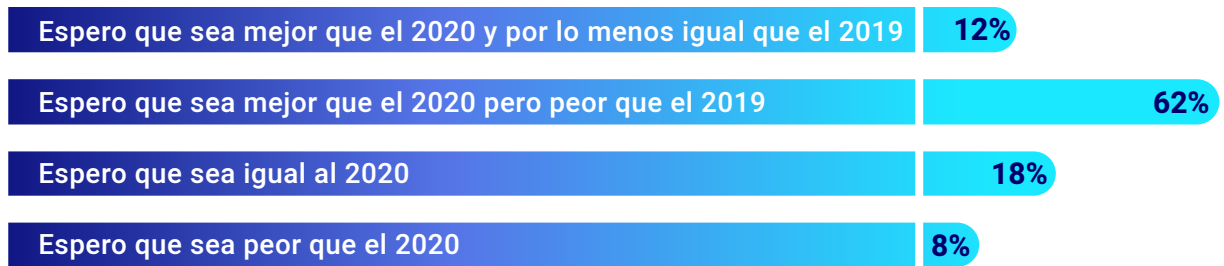 Espero que sea mejor que el 2020 y por lo menos igual que el 2019 12%
Espero que sea mejor que el 2020 pero peor que el 2019 62%
Espero que sea igual al 2020 18%
Espero que sea peor que el 2020 8%